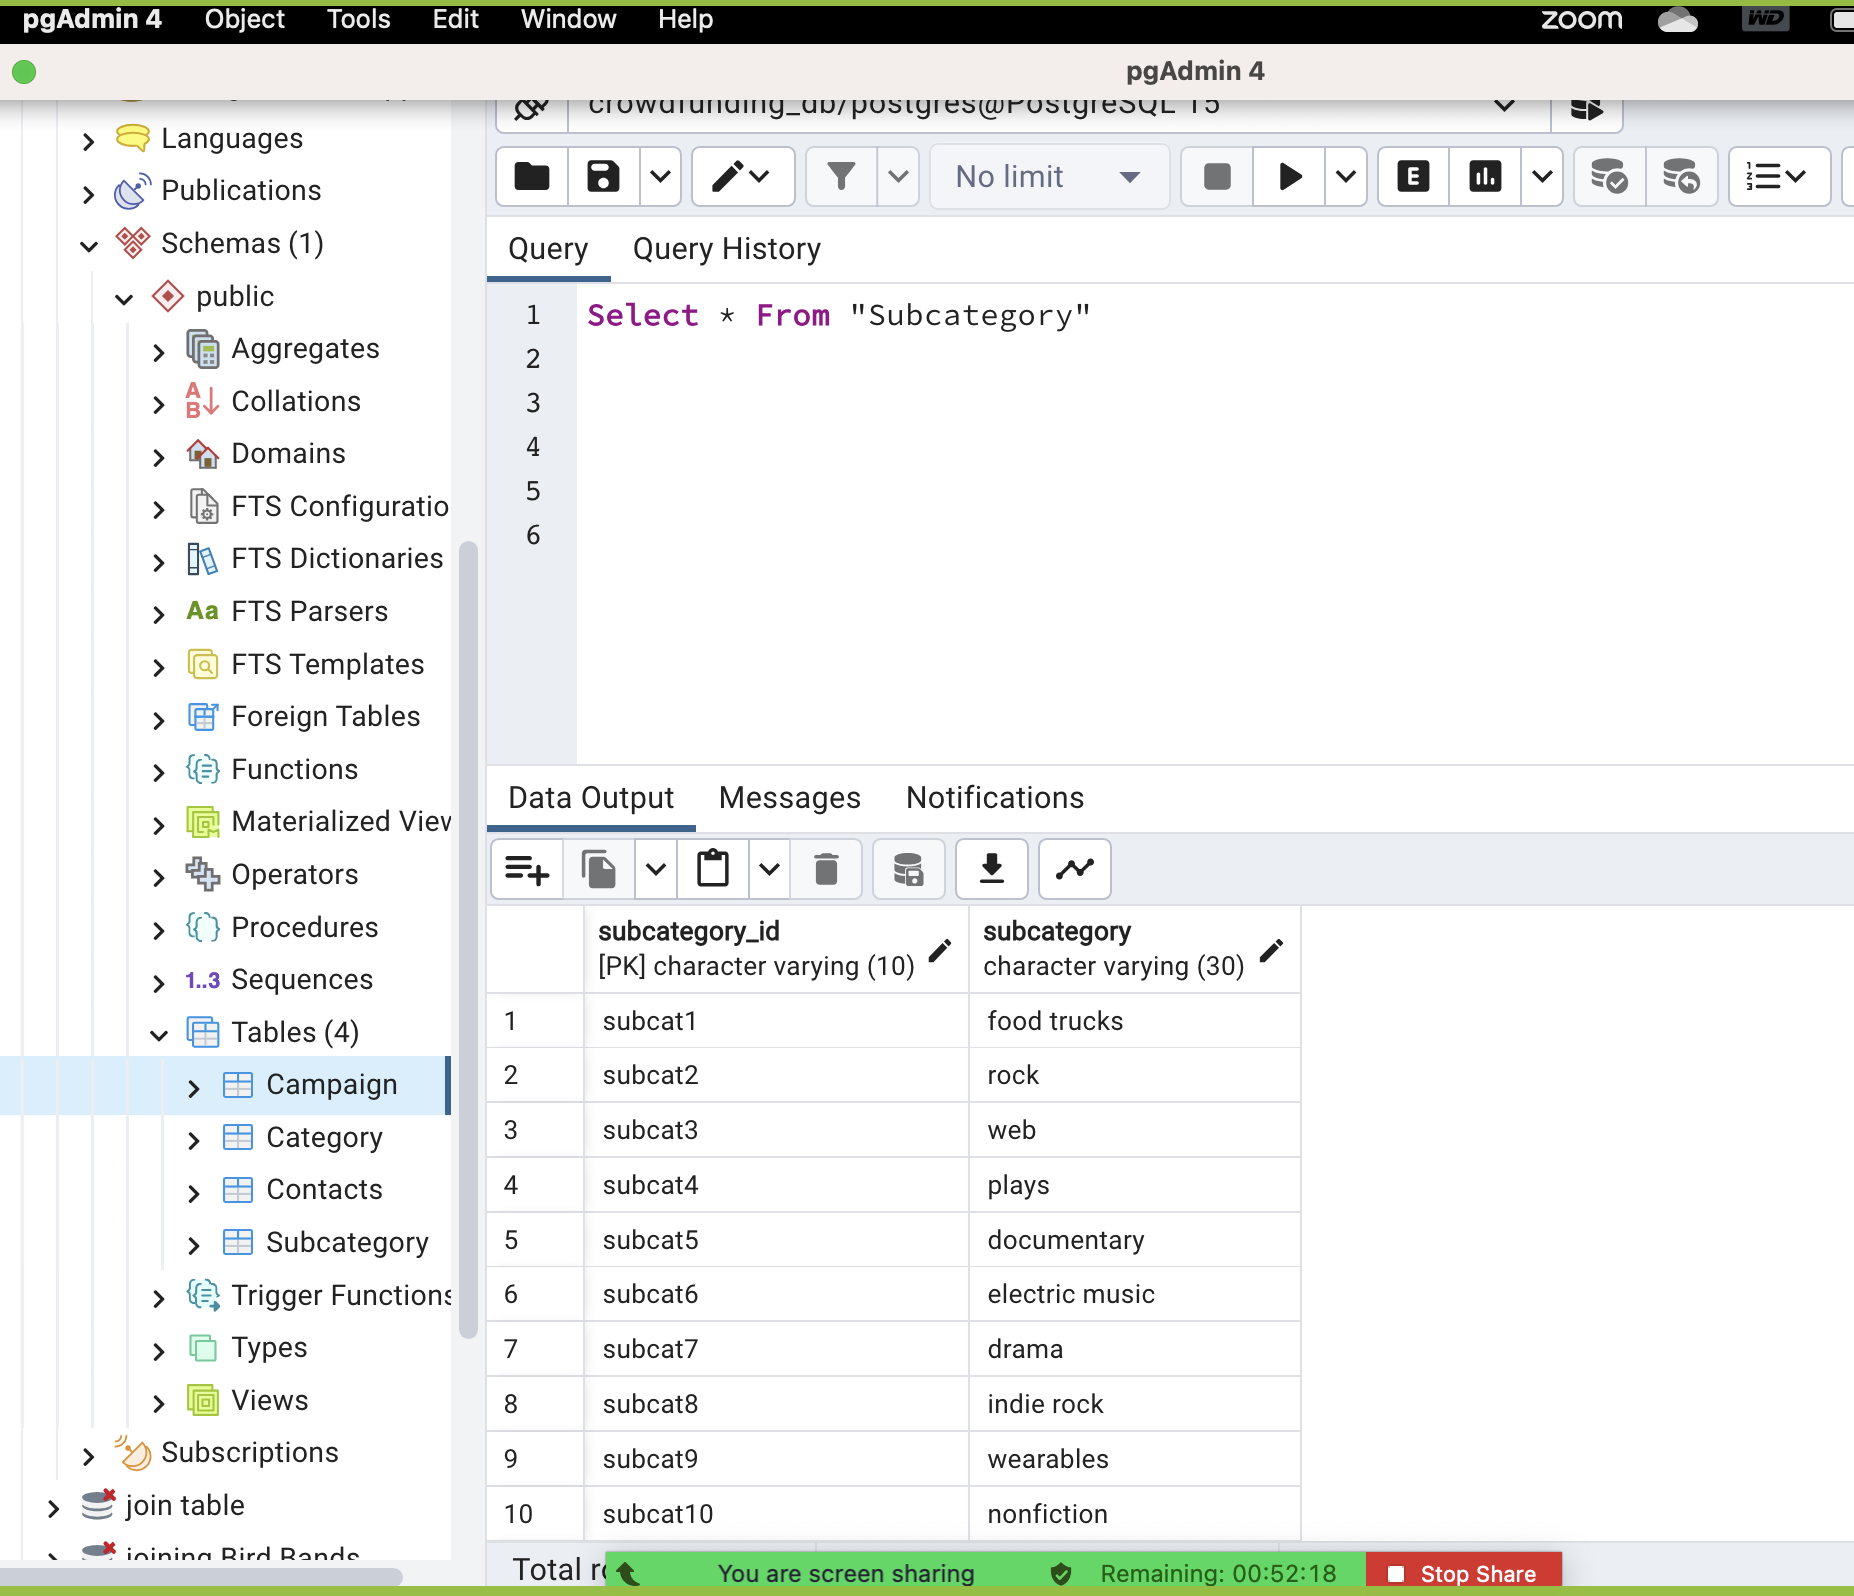 pgAdmin 4 Object Tools Edit Window Help zoom WD
pgAdmin 4
crowdfunding_db/postgres@PostgreSQL 15
Languages
Publications
Schemas (1)
public
Aggregates
A
B
Collations
Domains
FTS Configuratio
FTS Dictionaries
Aa FTS Parsers
FTS Templates
Foreign Tables
Functions
Materialized View
Operators
Procedures
1..3 Sequences
Tables (4)
Campaign
Category
Contacts
Subcategory
Trigger Functions
Types
Views
Subscriptions
join table
joining Bird Bands
No limit
E
Query Query History
1 Select * From "Subcategory"
2
3
4
5
6
Data Output Messages Notifications
subcategory_id subcategory
[PK] character varying (10) character varying (30)
1 subcat1 food trucks
2 subcat2 rock
3 subcat3 web
4 subcat4 plays
5 subcat5 documentary
6 subcat6 electric music
7 subcat7 drama
8 subcat8 indie rock
9 subcat9 wearables
10 subcat10 nonfiction
Total ro
You are screen sharing Remaining: 00:52:18 Stop Share